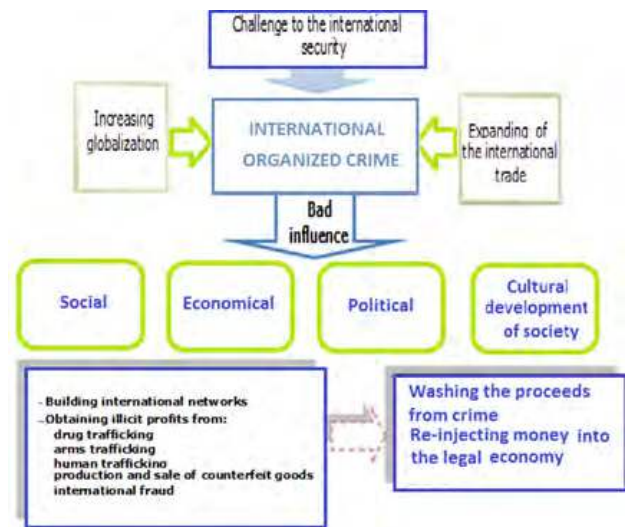 Challenge to the international
security
Increasing
globalization
INTERNATIONAL
ORGANIZED CRIME
Expanding of
the international
trade
Bad
influence
Social
Economical
Political
Cultural
development
of society
- Building international networks
- Obtaining illicit profits from:
drug trafficking
arms trafficking
human trafficking
production and sale of counterfeit goods
international fraud
Washing the proceeds
from crime
Re-injecting money into
the legal economy